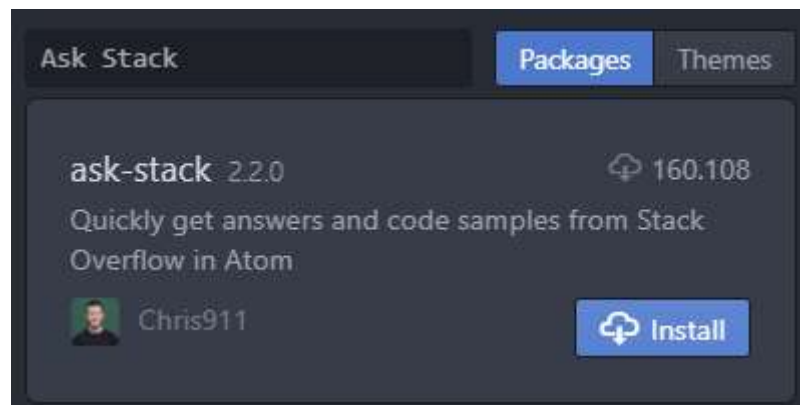 Ask Stack
Packages Themes
ask-stack 2.2.0 160.108
Quickly get answers and code samples from Stack
Overflow in Atom
Chris911
Install